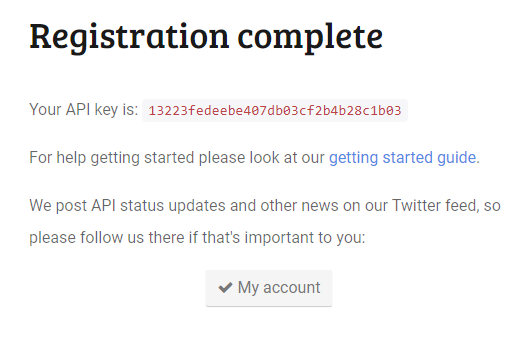 Registration complete
Your API key is: 13223fedeebe407db03cf2b4b28c1b03
For help getting started please look at our getting started guide.
We post API status updates and other news on our Twitter feed, so
please follow us there if that's important to you:
My account